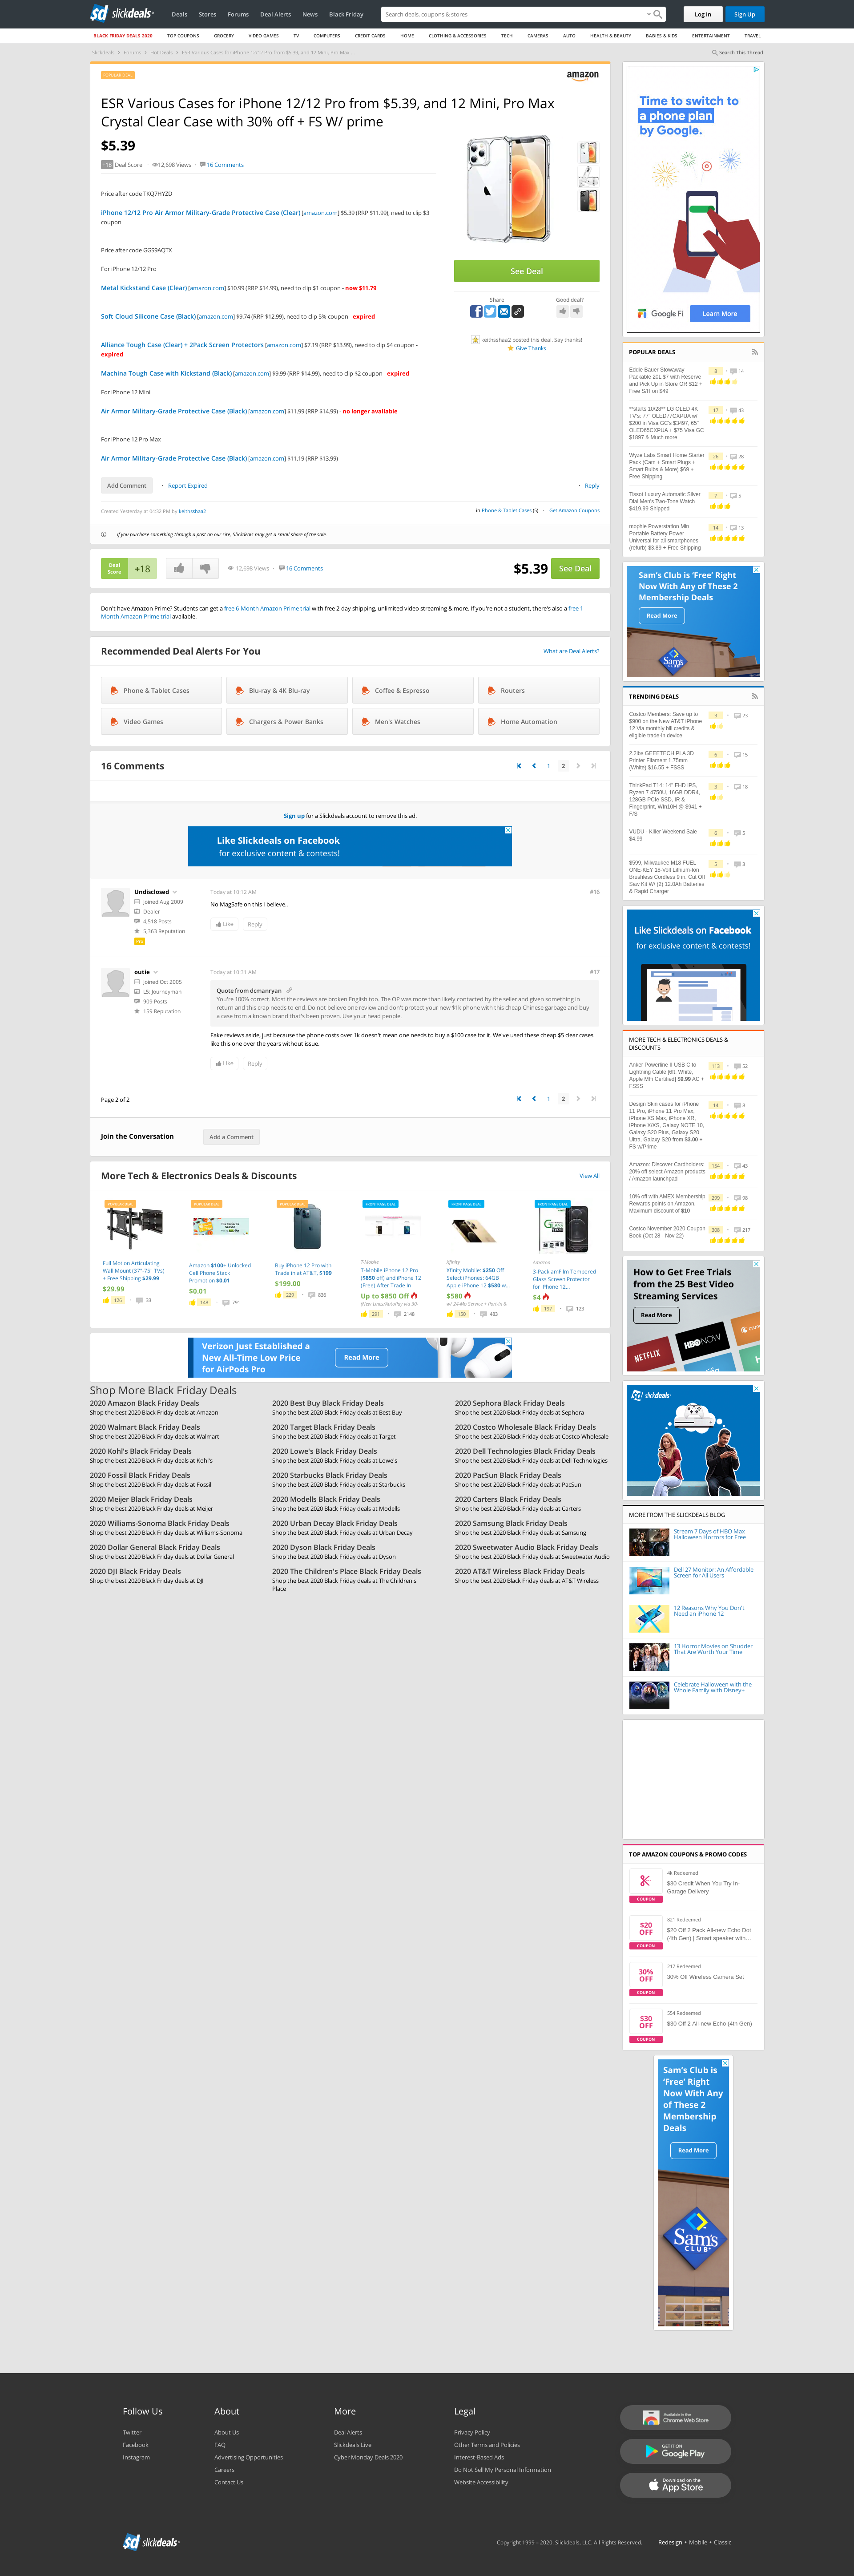 slickdeals
Deals Stores Forums Deal Alerts News Black Friday
Search deals, coupons & stores
Log In
Sign Up
BLACK FRIDAY DEALS 2020 TOP COUPONS GROCERY VIDEO GAMES TV COMPUTERS CREDIT CARDS HOME CLOTHING & ACCESSORIES TECH CAMERAS AUTO HEALTH & BEAUTY BABIES & KIDS ENTERTAINMENT TRAVEL
Slickdeals Forums Hot Deals ESR Various Cases for iPhone 12/12 Pro from $5.39, and 12 Mini, Pro Max ...
Search This Thread
POPULAR DEAL
amazon
ESR Various Cases for iPhone 12/12 Pro from $5.39, and 12 Mini, Pro Max
Crystal Clear Case with 30% off + FS W/ prime
$5.39
+18 Deal Score 12,698 Views 16 Comments
Price after code TKQ7HYZD
iPhone 12/12 Pro Air Armor Military-Grade Protective Case (Clear) [amazon.com] $5.39 (RRP $11.99), need to clip $3
coupon
Price after code GGS9AQTX
For iPhone 12/12 Pro
Metal Kickstand Case (Clear) [amazon.com] $10.99 (RRP $14.99), need to clip $1 coupon - now $11.79
Soft Cloud Silicone Case (Black) [amazon.com] $9.74 (RRP $12.99), need to clip 5% coupon - expired
Alliance Tough Case (Clear) + 2Pack Screen Protectors [amazon.com] $7.19 (RRP $13.99), need to clip $4 coupon -
expired
Machina Tough Case with Kickstand (Black) [amazon.com] $9.99 (RRP $14.99), need to clip $2 coupon - expired
For iPhone 12 Mini
Air Armor Military-Grade Protective Case (Black) [amazon.com] $11.99 (RRP $14.99) - no longer available
For iPhone 12 Pro Max
Air Armor Military-Grade Protective Case (Black) [amazon.com] $11.19 (RRP $13.99)
See Deal
Share
Good deal?
keithsshaa2 posted this deal. Say thanks!
Give Thanks
Add Comment Report Expired
Reply
Created Yesterday at 04:32 PM by keithsshaa2
in Phone & Tablet Cases (5) Get Amazon Coupons
If you purchase something through a post on our site, Slickdeals may get a small share of the sale.
Deal
Score
+18
12,698 Views 16 Comments
$5.39 See Deal
Don't have Amazon Prime? Students can get a free 6-Month Amazon Prime trial with free 2-day shipping, unlimited video streaming & more. If you're not a student, there's also a free 1-
Month Amazon Prime trial available.
Recommended Deal Alerts For You
What are Deal Alerts?
Phone & Tablet Cases Blu-ray & 4K Blu-ray Coffee & Espresso Routers
Video Games Chargers & Power Banks Men's Watches Home Automation
16 Comments
1 2
Sign up for a Slickdeals account to remove this ad.
Like Slickdeals on Facebook
for exclusive content & contests!
Undisclosed
Joined Aug 2009
Dealer
4,518 Posts
5,363 Reputation
Pro
Today at 10:12 AM
#16
No MagSafe on this I believe..
Like Reply
outie
Joined Oct 2005
L5: Journeyman
909 Posts
159 Reputation
Today at 10:31 AM
#17
Quote from dcmanryan
You're 100% correct. Most the reviews are broken English too. The OP was more than likely contacted by the seller and given something in
return and this crap needs to end. Do not believe one review and don't protect your new $1k phone with this cheap Chinese garbage and buy
a case from a known brand that's been proven. Use your head people.
Fake reviews aside, just because the phone costs over 1k doesn't mean one needs to buy a $100 case for it. We've used these cheap $5 clear cases
like this one over the years without issue.
Like Reply
Page 2 of 2
1 2
Join the Conversation
Add a Comment
More Tech & Electronics Deals & Discounts
View All
POPULAR DEAL
Full Motion Articulating
Wall Mount (37"-75" TVs)
+ Free Shipping $29.99
$29.99
126 33
POPULAR DEAL
Amazon $100+ Unlocked
Cell Phone Stack
Promotion $0.01
$0.01
148 791
POPULAR DEAL
Buy iPhone 12 Pro with
Trade in at AT&T, $199
$199.00
229 836
FRONTPAGE DEAL
T-Mobile
T-Mobile iPhone 12 Pro
($850 off) and iPhone 12
(Free) After Trade In
Up to $850 Off
291 2148
FRONTPAGE DEAL
Xfinity
Xfinity Mobile: $250 Off
Select iPhones: 64GB
Apple iPhone 12 $580 w...
$580
w/ 24-Mo Service + Port-in &
150 483
FRONTPAGE DEAL
Amazon
3-Pack amFilm Tempered
Glass Screen Protector
for iPhone 12...
$4
197 123
Verizon Just Established a
New All-Time Low Price
for AirPods Pro
Read More
Shop More Black Friday Deals
2020 Amazon Black Friday Deals
Shop the best 2020 Black Friday deals at Amazon
2020 Best Buy Black Friday Deals
Shop the best 2020 Black Friday deals at Best Buy
2020 Sephora Black Friday Deals
Shop the best 2020 Black Friday deals at Sephora
2020 Walmart Black Friday Deals
Shop the best 2020 Black Friday deals at Walmart
2020 Target Black Friday Deals
Shop the best 2020 Black Friday deals at Target
2020 Costco Wholesale Black Friday Deals
Shop the best 2020 Black Friday deals at Costco Wholesale
2020 Kohl's Black Friday Deals
Shop the best 2020 Black Friday deals at Kohl's
2020 Lowe's Black Friday Deals
Shop the best 2020 Black Friday deals at Lowe's
2020 Dell Technologies Black Friday Deals
Shop the best 2020 Black Friday deals at Dell Technologies
2020 Fossil Black Friday Deals
Shop the best 2020 Black Friday deals at Fossil
2020 Starbucks Black Friday Deals
Shop the best 2020 Black Friday deals at Starbucks
2020 PacSun Black Friday Deals
Shop the best 2020 Black Friday deals at PacSun
2020 Meijer Black Friday Deals
Shop the best 2020 Black Friday deals at Meijer
2020 Modells Black Friday Deals
Shop the best 2020 Black Friday deals at Modells
2020 Carters Black Friday Deals
Shop the best 2020 Black Friday deals at Carters
2020 Williams-Sonoma Black Friday Deals
Shop the best 2020 Black Friday deals at Williams-Sonoma
2020 Urban Decay Black Friday Deals
Shop the best 2020 Black Friday deals at Urban Decay
2020 Samsung Black Friday Deals
Shop the best 2020 Black Friday deals at Samsung
2020 Dollar General Black Friday Deals
Shop the best 2020 Black Friday deals at Dollar General
2020 Dyson Black Friday Deals
Shop the best 2020 Black Friday deals at Dyson
2020 Sweetwater Audio Black Friday Deals
Shop the best 2020 Black Friday deals at Sweetwater Audio
2020 DJI Black Friday Deals
Shop the best 2020 Black Friday deals at DJI
2020 The Children's Place Black Friday Deals
Shop the best 2020 Black Friday deals at The Children's
Place
2020 AT&T Wireless Black Friday Deals
Shop the best 2020 Black Friday deals at AT&T Wireless
Time to switch to
a phone plan
by Google.
Google Fi
Learn More
POPULAR DEALS
Eddie Bauer Stowaway
Packable 20L $7 with Reserve
and Pick Up in Store OR $12 +
Free S/H on $49
8 14
**starts 10/28** LG OLED 4K
TV's: 77" OLED77CXPUA w/
$200 in Visa GC's $3497, 65"
OLED65CXPUA + $75 Visa GC
$1897 & Much more
17 43
Wyze Labs Smart Home Starter
Pack (Cam + Smart Plugs +
Smart Bulbs & More) $69 +
Free Shipping
26 28
Tissot Luxury Automatic Silver
Dial Men's Two-Tone Watch
$419.99 Shipped
7 5
mophie Powerstation Min
Portable Battery Power
Universal for all smartphones
(refurb) $3.89 + Free Shipping
14 13
Sam's Club is 'Free' Right
Now With Any of These 2
Membership Deals
Read More
Sam's
TRENDING DEALS
Costco Members: Save up to
$900 on the New AT&T iPhone
12 Via monthly bill credits &
eligible trade-in device
3 23
2.2lbs GEEETECH PLA 3D
Printer Filament 1.75mm
(White) $16.55 + FSSS
6 15
ThinkPad T14: 14" FHD IPS,
Ryzen 7 4750U, 16GB DDR4,
128GB PCIe SSD, IR &
Fingerprint, Win10H @ $941 +
F/S
3 18
VUDU - Killer Weekend Sale
$4.99
6 5
$599, Milwaukee M18 FUEL
ONE-KEY 18-Volt Lithium-Ion
Brushless Cordless 9 in. Cut Off
Saw Kit W/ (2) 12.0Ah Batteries
& Rapid Charger
5 3
Like Slickdeals on Facebook
for exclusive content & contests!
MORE TECH & ELECTRONICS DEALS &
DISCOUNTS
Anker Powerline II USB C to
Lightning Cable [6ft, White,
Apple MFi Certified] $9.99 AC +
FSSS
113 52
Design Skin cases for iPhone
11 Pro, iPhone 11 Pro Max,
iPhone XS Max, iPhone XR,
iPhone X/XS, Galaxy NOTE 10,
Galaxy S20 Plus, Galaxy S20
Ultra, Galaxy S20 from $3.00 +
FS w/Prime
14 8
Amazon: Discover Cardholders:
20% off select Amazon products
/ Amazon launchpad
154 43
10% off with AMEX Membership
Rewards points on Amazon.
Maximum discount of $10
299 98
Costco November 2020 Coupon
Book (Oct 28 - Nov 22)
308 217
How to Get Free Trials
from the 25 Best Video
Streaming Services
Read More
NETFLIX HBO NOW
slickdeals
MORE FROM THE SLICKDEALS BLOG
Stream 7 Days of HBO Max
Halloween Horrors for Free
Dell 27 Monitor: An Affordable
Screen for All Users
12 Reasons Why You Don't
Need an iPhone 12
13 Horror Movies on Shudder
That Are Worth Your Time
Celebrate Halloween with the
Whole Family with Disney+
TOP AMAZON COUPONS & PROMO CODES
COUPON
4k Redeemed
$30 Credit When You Try In-
Garage Delivery
$20
OFF
COUPON
821 Redeemed
$20 Off 2 Pack All-new Echo Dot
(4th Gen) | Smart speaker with...
30%
OFF
COUPON
217 Redeemed
30% Off Wireless Camera Set
$30
OFF
COUPON
554 Redeemed
$30 Off 2 All-new Echo (4th Gen)
Sam's Club is
'Free' Right
Now With Any
of These 2
Membership
Deals
Read More
Sam's
CLUB
Follow Us
Twitter
Facebook
Instagram
About
About Us
FAQ
Advertising Opportunities
Careers
Contact Us
More
Deal Alerts
Slickdeals Live
Cyber Monday Deals 2020
Legal
Privacy Policy
Other Terms and Policies
Interest-Based Ads
Do Not Sell My Personal Information
Website Accessibility
Available in the
Chrome Web Store
GET IT ON
Google Play
Download on the
App Store
slickdeals
Copyright 1999 - 2020. Slickdeals, LLC. All Rights Reserved. Redesign • Mobile • Classic